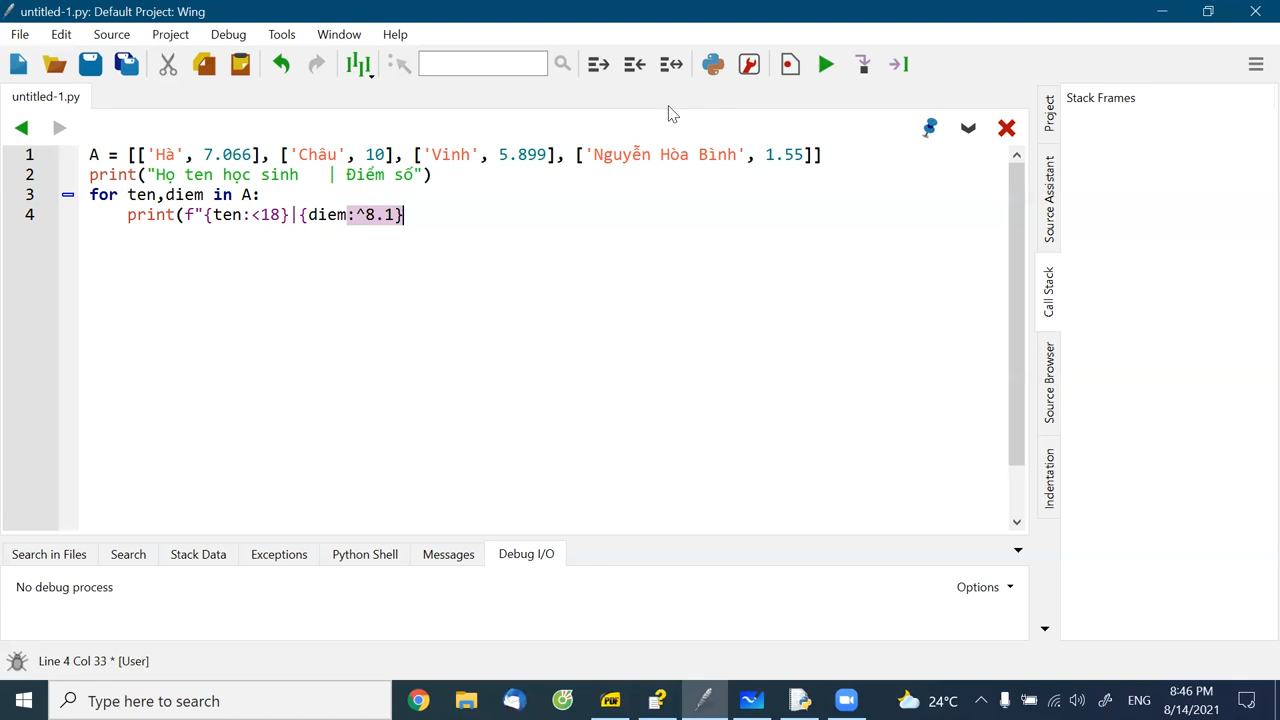 untitled-1.py: Default Project: Wing
File Edit Source Project Debug Tools Window Help
untitled-1.py
1 A = [['Hà', 7.066], ['Châu', 10], ['Vinh', 5.899], ['Nguyễn Hòa Bình', 1.55]]
2 print("Họ ten học sinh   | Điểm số")
3 for ten,diem in A:
4     print(f"{ten:<18}|{diem:^8.1}
Stack Frames
Project
Source Assistant
Call Stack
Source Browser
Indentation
Search in Files Search Stack Data Exceptions Python Shell Messages Debug I/O
No debug process Options
Line 4 Col 33 * [User]
Type here to search
PDF
24°C ENG 8:46 PM
8/14/2021